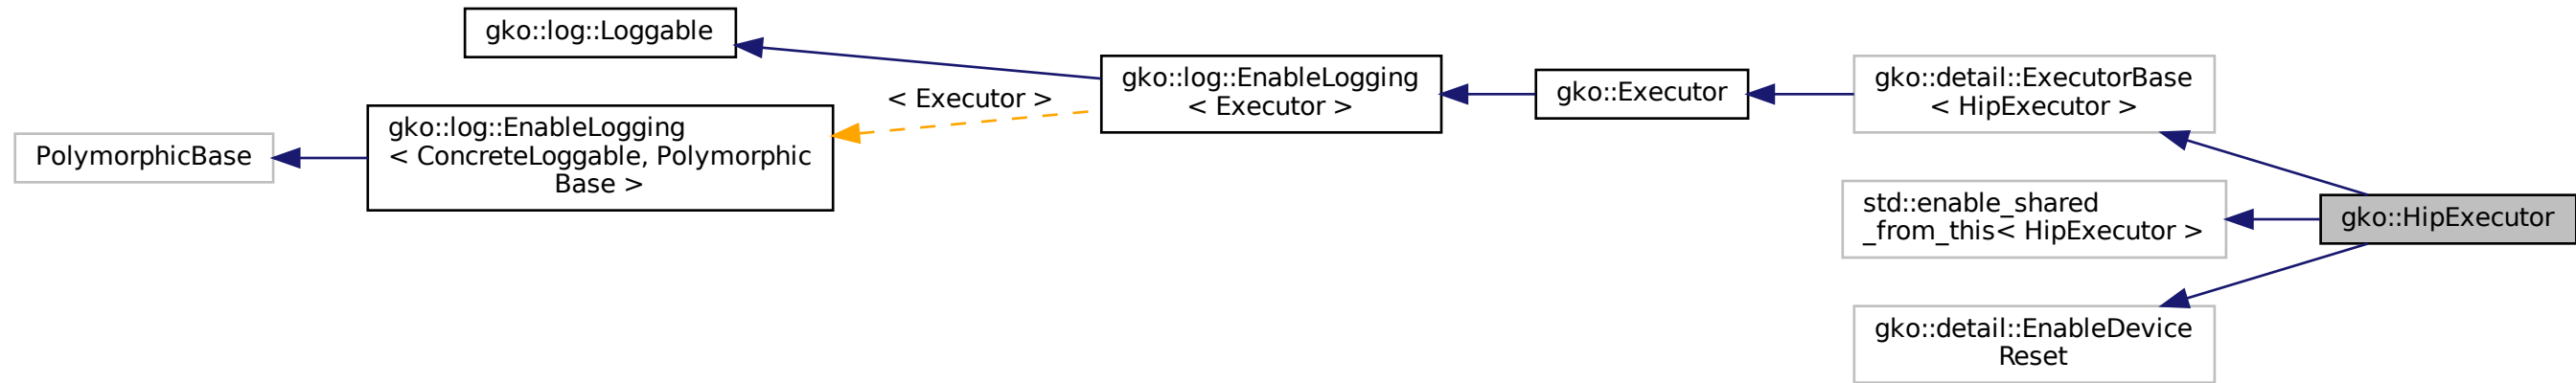 gko::log::Loggable
gko::log::EnableLogging
< Executor >
gko::Executor
gko::detail::ExecutorBase
< HipExecutor >
< Executor >
PolymorphicBase
gko::log::EnableLogging
< ConcreteLoggable, Polymorphic
Base >
std::enable_shared
_from_this< HipExecutor >
gko::HipExecutor
gko::detail::EnableDevice
Reset